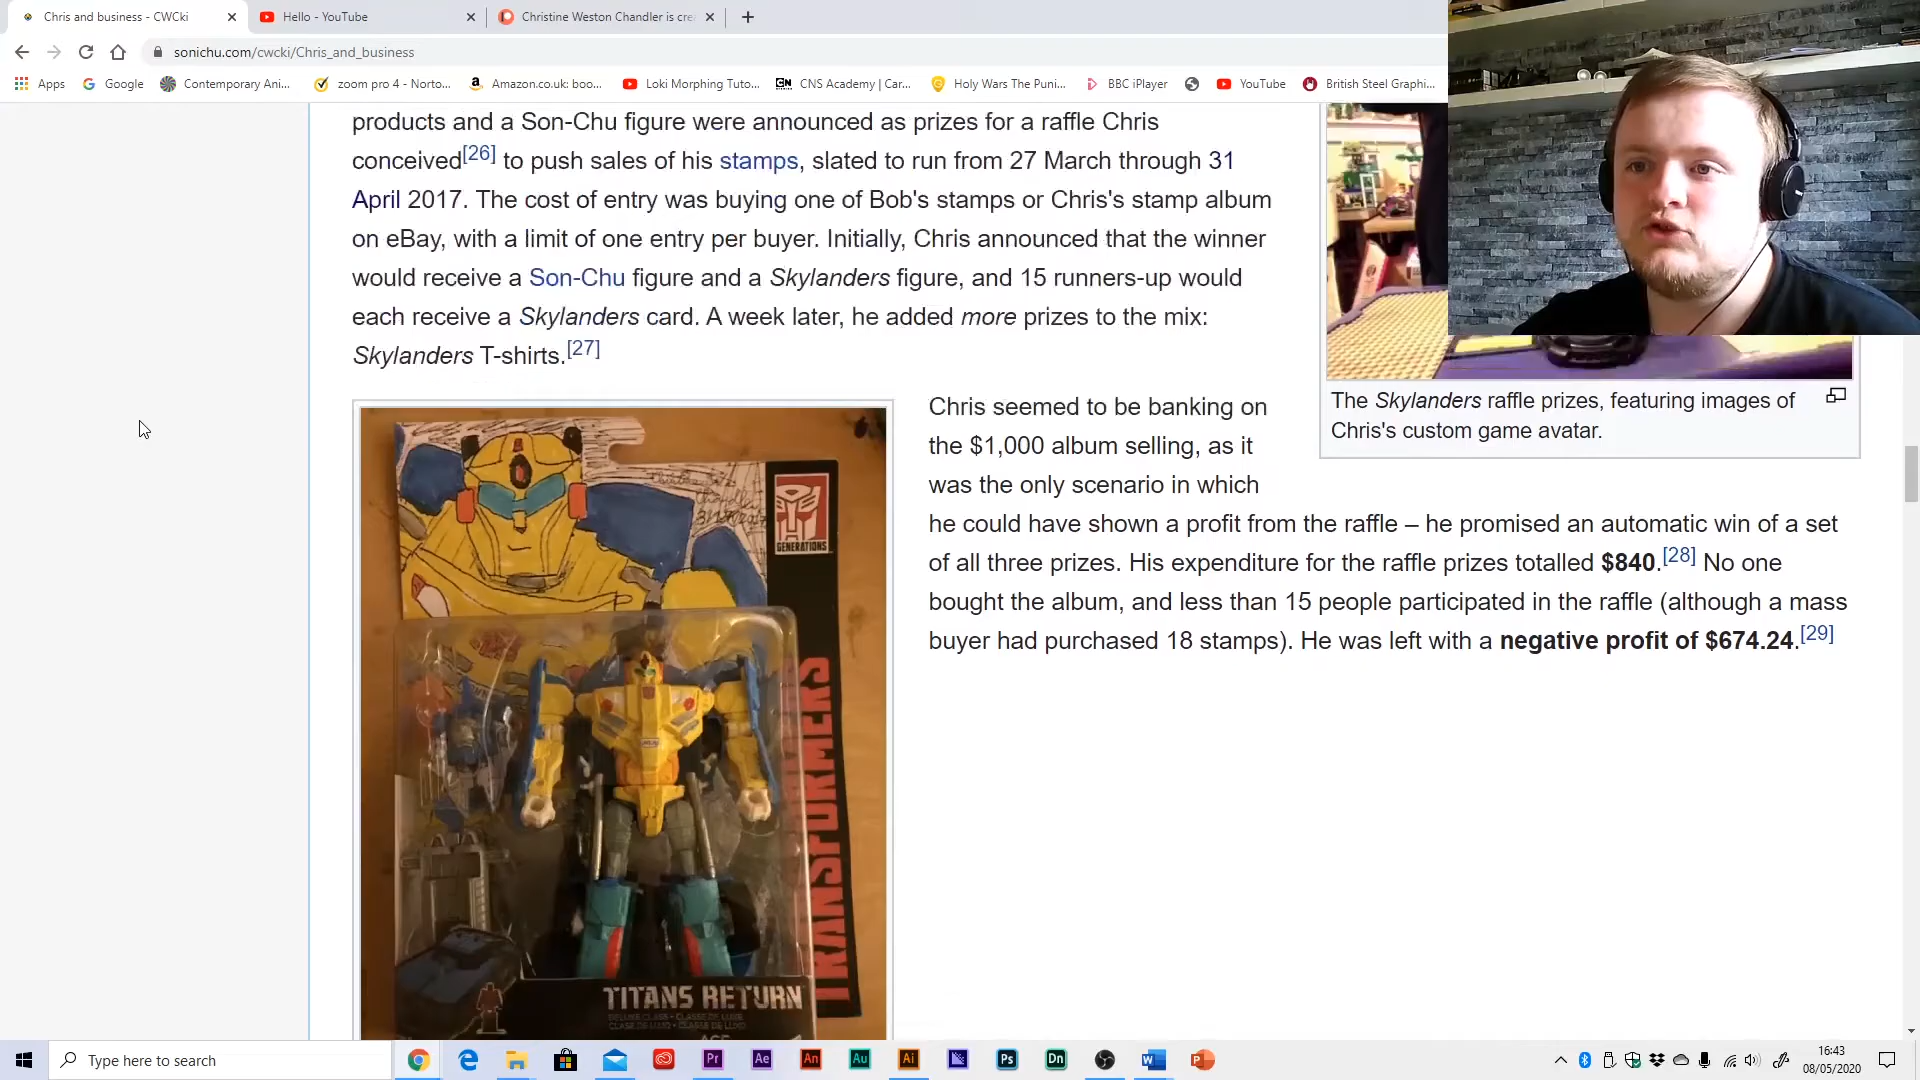 Chris and business - CWCki
Hello - YouTube
Christine Weston Chandler is cre
sonichu.com/cwcki/Chris_and_business
Apps
Google
Contemporary Ani...
zoom pro 4 - Norto...
Amazon.co.uk: boo...
Loki Morphing Tuto...
CNS Academy | Car...
Holy Wars The Puni...
BBC iPlayer
YouTube
British Steel Graphi...
products and a Son-Chu figure were announced as prizes for a raffle Chris
conceived[26] to push sales of his stamps, slated to run from 27 March through 31
April 2017. The cost of entry was buying one of Bob's stamps or Chris's stamp album
on eBay, with a limit of one entry per buyer. Initially, Chris announced that the winner
would receive a Son-Chu figure and a Skylanders figure, and 15 runners-up would
each receive a Skylanders card. A week later, he added more prizes to the mix:
Skylanders T-shirts.[27]
The Skylanders raffle prizes, featuring images of
Chris's custom game avatar.
Chris seemed to be banking on
the $1,000 album selling, as it
was the only scenario in which
he could have shown a profit from the raffle – he promised an automatic win of a set
of all three prizes. His expenditure for the raffle prizes totalled $840.[28] No one
bought the album, and less than 15 people participated in the raffle (although a mass
buyer had purchased 18 stamps). He was left with a negative profit of $674.24.[29]
GENERATIONS
TRANSFORMERS
TITANS RETURN
Type here to search
Pr
Ae
An
Au
Ai
Ps
Dn
16:43
08/05/2020